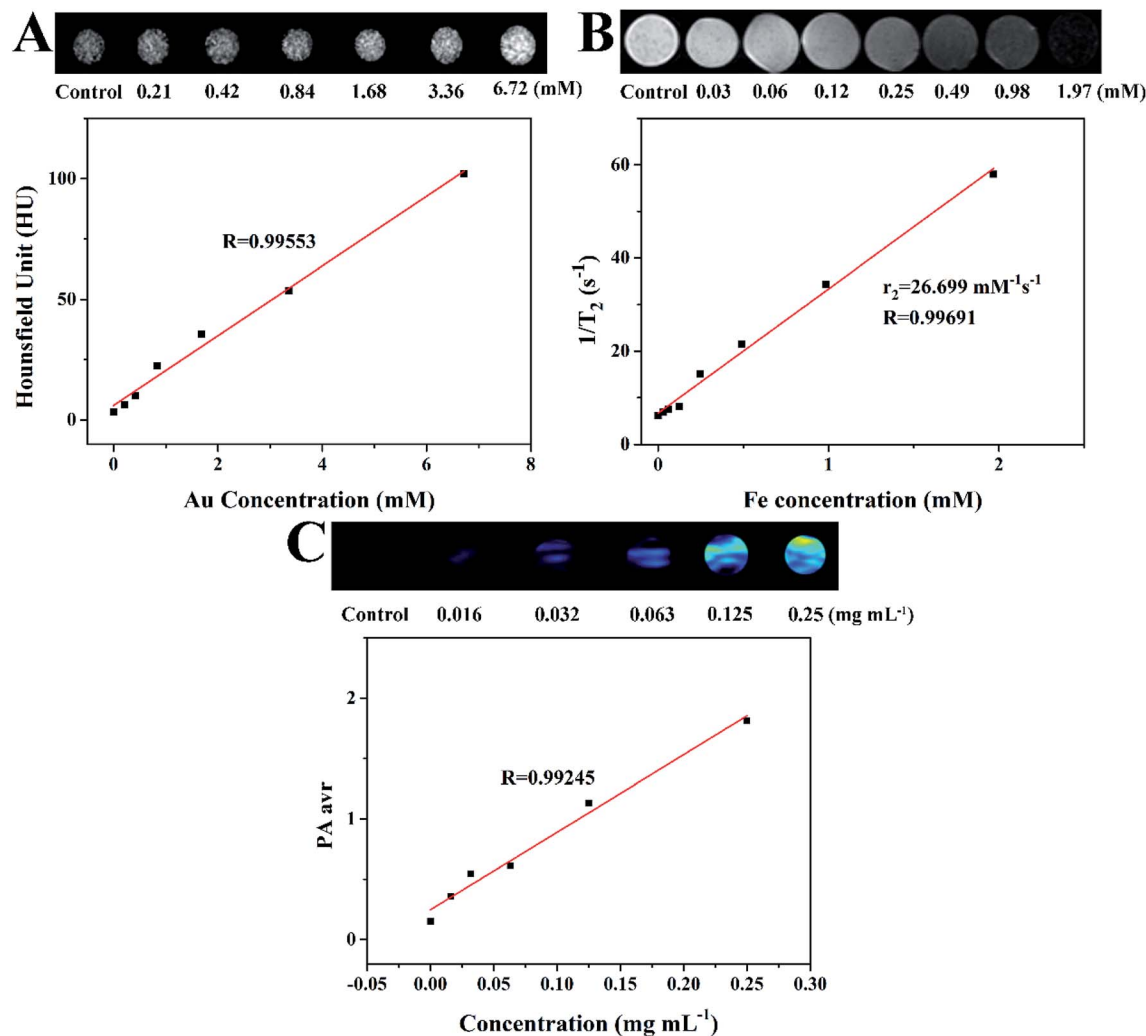 A
Control 0.21 0.42 0.84 1.68 3.36 6.72 (mM)
100
50
0
Hounsfield Unit (HU)
R=0.99553
0 2 4 6 8
Au Concentration (mM)
B
Control 0.03 0.06 0.12 0.25 0.49 0.98 1.97 (mM)
60
40
20
0
1/T₂ (s⁻¹)
r₂=26.699 mM⁻¹s⁻¹
R=0.99691
0 1 2
Fe concentration (mM)
C
Control 0.016 0.032 0.063 0.125 0.25 (mg mL⁻¹)
2
1
0
PA avr
R=0.99245
-0.05 0.00 0.05 0.10 0.15 0.20 0.25 0.30
Concentration (mg mL⁻¹)